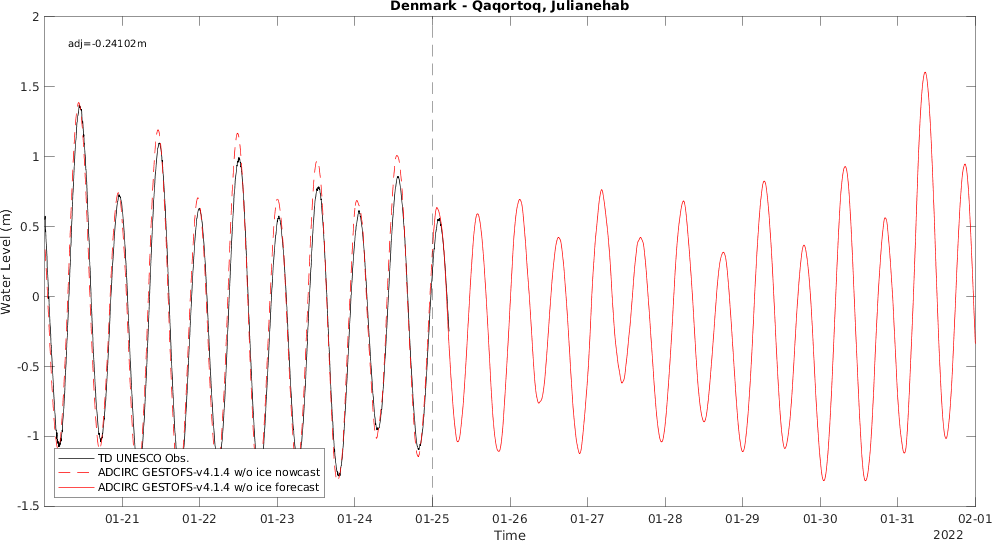 Denmark - Qaqortoq, Julianehab
adj=-0.24102m
Water Level (m)
2
1.5
1
0.5
0
-0.5
-1
-1.5
TD UNESCO Obs.
ADCIRC GESTOFS-v4.1.4 w/o ice nowcast
ADCIRC GESTOFS-v4.1.4 w/o ice forecast
01-21 01-22 01-23 01-24 01-25 01-26 01-27 01-28 01-29 01-30 01-31 02-01
Time
2022